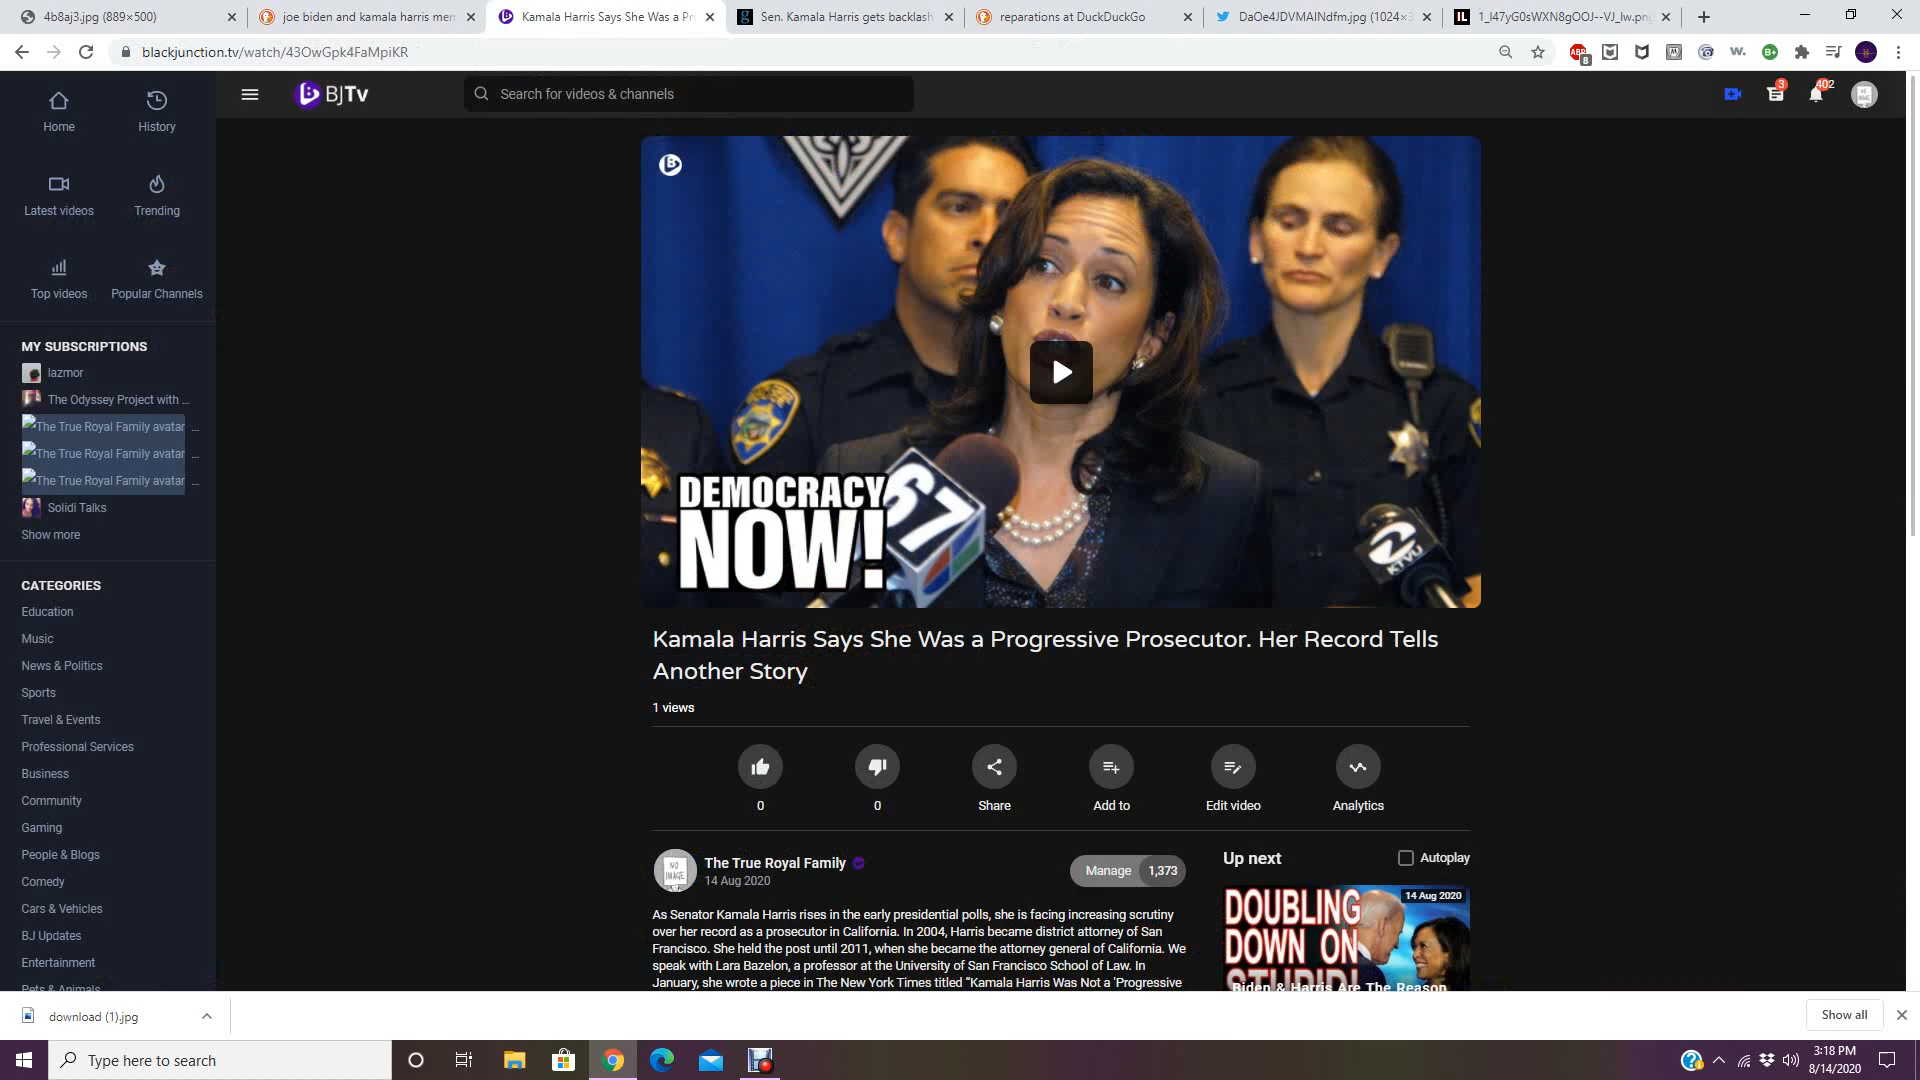 4b8aj3.jpg (889×500)
joe biden and kamala harris mer
Kamala Harris Says She Was a Pr
Sen. Kamala Harris gets backlash
reparations at DuckDuckGo
DaOe4JDVMAINdfm.jpg (1024×
blackjunction.tv/watch/43OwGpk4FaMpiKR
Home
History
BJTv
Search for videos & channels
3
402
Latest videos
Trending
Top videos
Popular Channels
MY SUBSCRIPTIONS
lazmor
The Odyssey Project with ...
The True Royal Family avatar ...
The True Royal Family avatar ...
The True Royal Family avatar ...
Solidi Talks
Show more
CATEGORIES
Education
Music
News & Politics
Sports
Travel & Events
Professional Services
Business
Community
Gaming
People & Blogs
Comedy
Cars & Vehicles
BJ Updates
Entertainment
Pets & Animals
DEMOCRACY
NOW!
67
2
KTVU
Kamala Harris Says She Was a Progressive Prosecutor. Her Record Tells
Another Story
1 views
0
0
Share
Add to
Edit video
Analytics
The True Royal Family
14 Aug 2020
Manage 1,373
As Senator Kamala Harris rises in the early presidential polls, she is facing increasing scrutiny
over her record as a prosecutor in California. In 2004, Harris became district attorney of San
Francisco. She held the post until 2011, when she became the attorney general of California. We
speak with Lara Bazelon, a professor at the University of San Francisco School of Law. In
January, she wrote a piece in The New York Times titled “Kamala Harris Was Not a ‘Progressive
Up next
Autoplay
14 Aug 2020
DOUBLING
DOWN ON
STUPID!
Biden & Harris Are The Reason
download (1).jpg
Show all
Type here to search
3:18 PM
8/14/2020